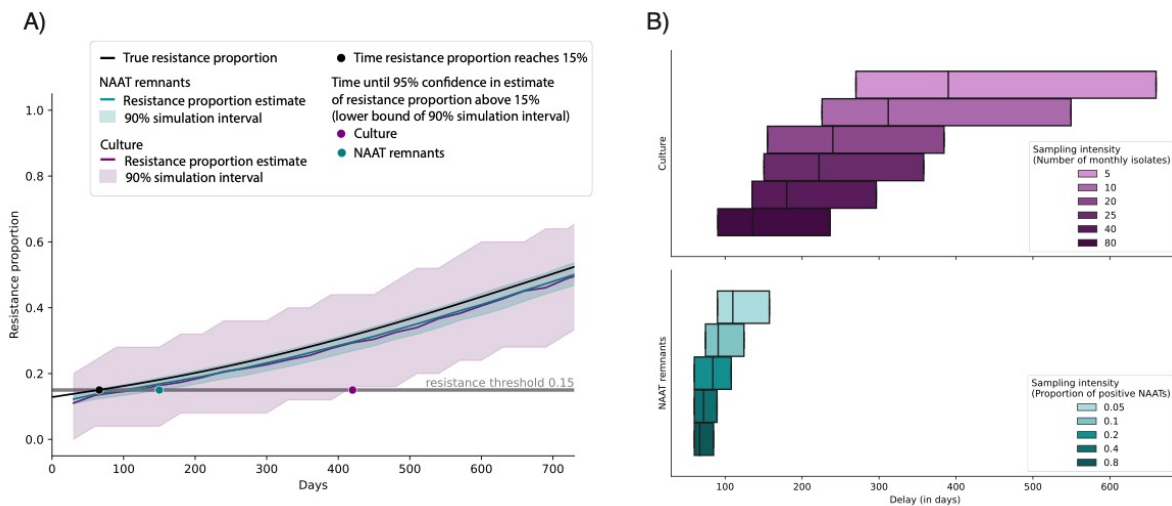 A)
True resistance proportion
NAAT remnants
Resistance proportion estimate
90% simulation interval
Culture
Resistance proportion estimate
90% simulation interval
Time resistance proportion reaches 15%
Time until 95% confidence in estimate
of resistance proportion above 15%
(lower bound of 90% simulation interval)
Culture
NAAT remnants
Resistance proportion
1.0
0.8
0.6
0.4
0.2
0.0
resistance threshold 0.15
0 100 200 300 400 500 600 700
Days
B)
Culture
Sampling intensity
(Number of monthly isolates)
5
10
20
25
40
80
NAAT remnants
Sampling intensity
(Proportion of positive NAATs)
0.05
0.1
0.2
0.4
0.8
100 200 300 400 500 600
Delay (in days)